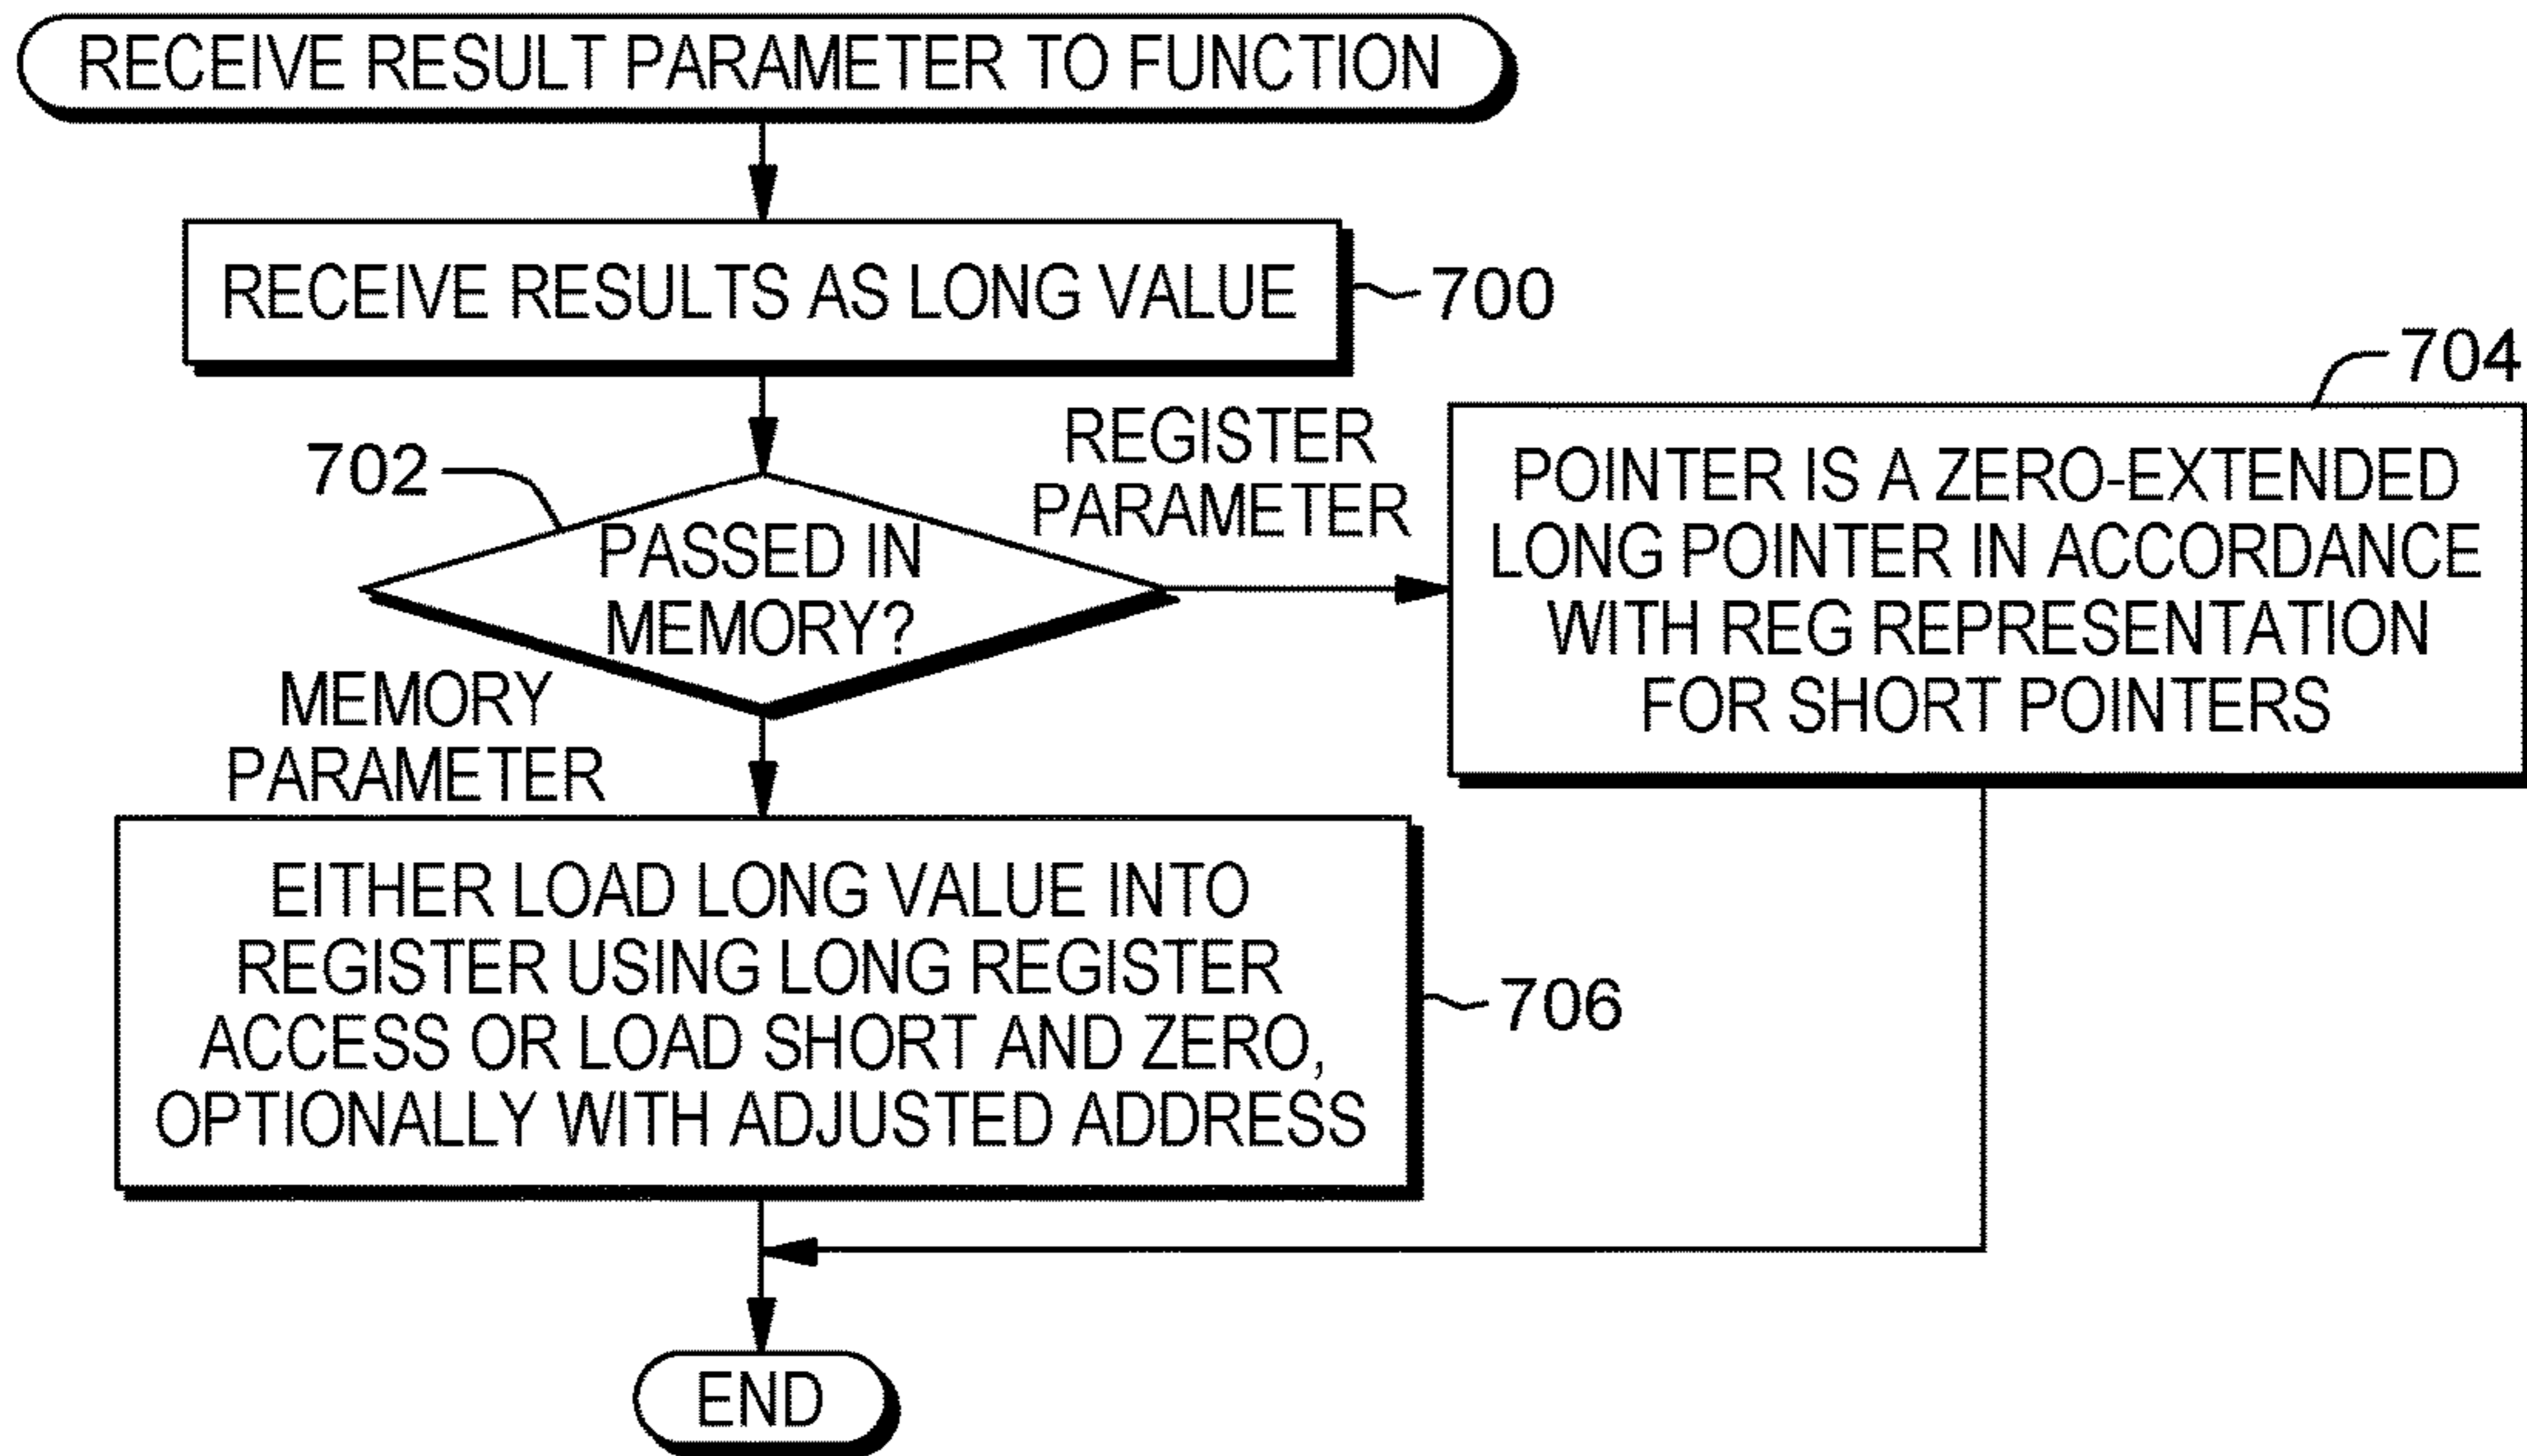 RECEIVE RESULT PARAMETER TO FUNCTION
RECEIVE RESULTS AS LONG VALUE
700
702
PASSED IN
MEMORY?
REGISTER
PARAMETER
704
POINTER IS A ZERO-EXTENDED
LONG POINTER IN ACCORDANCE
WITH REG REPRESENTATION
FOR SHORT POINTERS
MEMORY
PARAMETER
EITHER LOAD LONG VALUE INTO
REGISTER USING LONG REGISTER
ACCESS OR LOAD SHORT AND ZERO,
OPTIONALLY WITH ADJUSTED ADDRESS
706
END